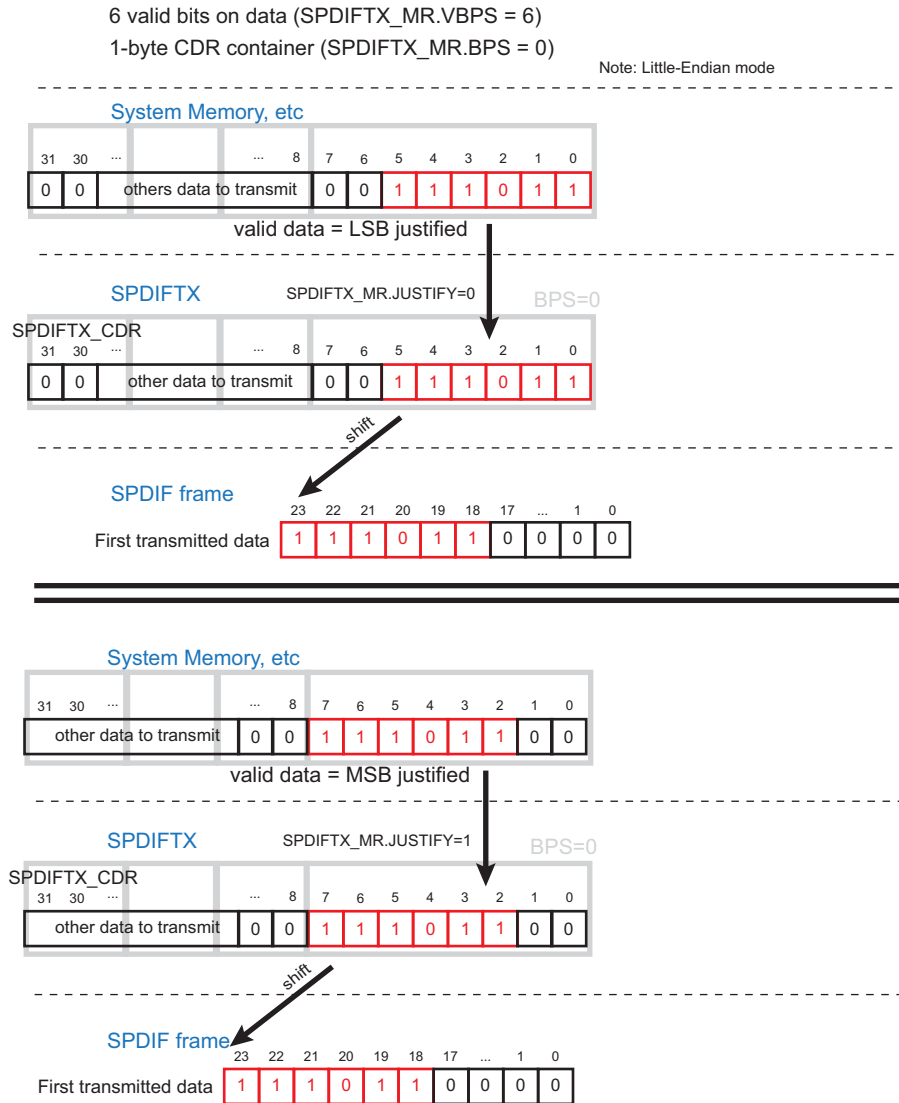 6 valid bits on data (SPDIFTX_MR.VBPS = 6)
1-byte CDR container (SPDIFTX_MR.BPS = 0)
Note: Little-Endian mode
System Memory, etc
31 30 ... ... 8 7 6 5 4 3 2 1 0
0 0 others data to transmit 0 0 1 1 1 0 1 1
valid data = LSB justified
SPDIFTX SPDIFTX_MR.JUSTIFY=0 BPS=0
SPDIFTX_CDR
31 30 ... ... 8 7 6 5 4 3 2 1 0
0 0 other data to transmit 0 0 1 1 1 0 1 1
shift
SPDIF frame
23 22 21 20 19 18 17 ... 1 0
First transmitted data 1 1 1 0 1 1 0 0 0 0
System Memory, etc
31 30 ... ... 8 7 6 5 4 3 2 1 0
other data to transmit 0 0 1 1 1 0 1 1 0 0
valid data = MSB justified
SPDIFTX SPDIFTX_MR.JUSTIFY=1 BPS=0
SPDIFTX_CDR
31 30 ... ... 8 7 6 5 4 3 2 1 0
other data to transmit 0 0 1 1 1 0 1 1 0 0
shift
SPDIF frame
23 22 21 20 19 18 17 ... 1 0
First transmitted data 1 1 1 0 1 1 0 0 0 0